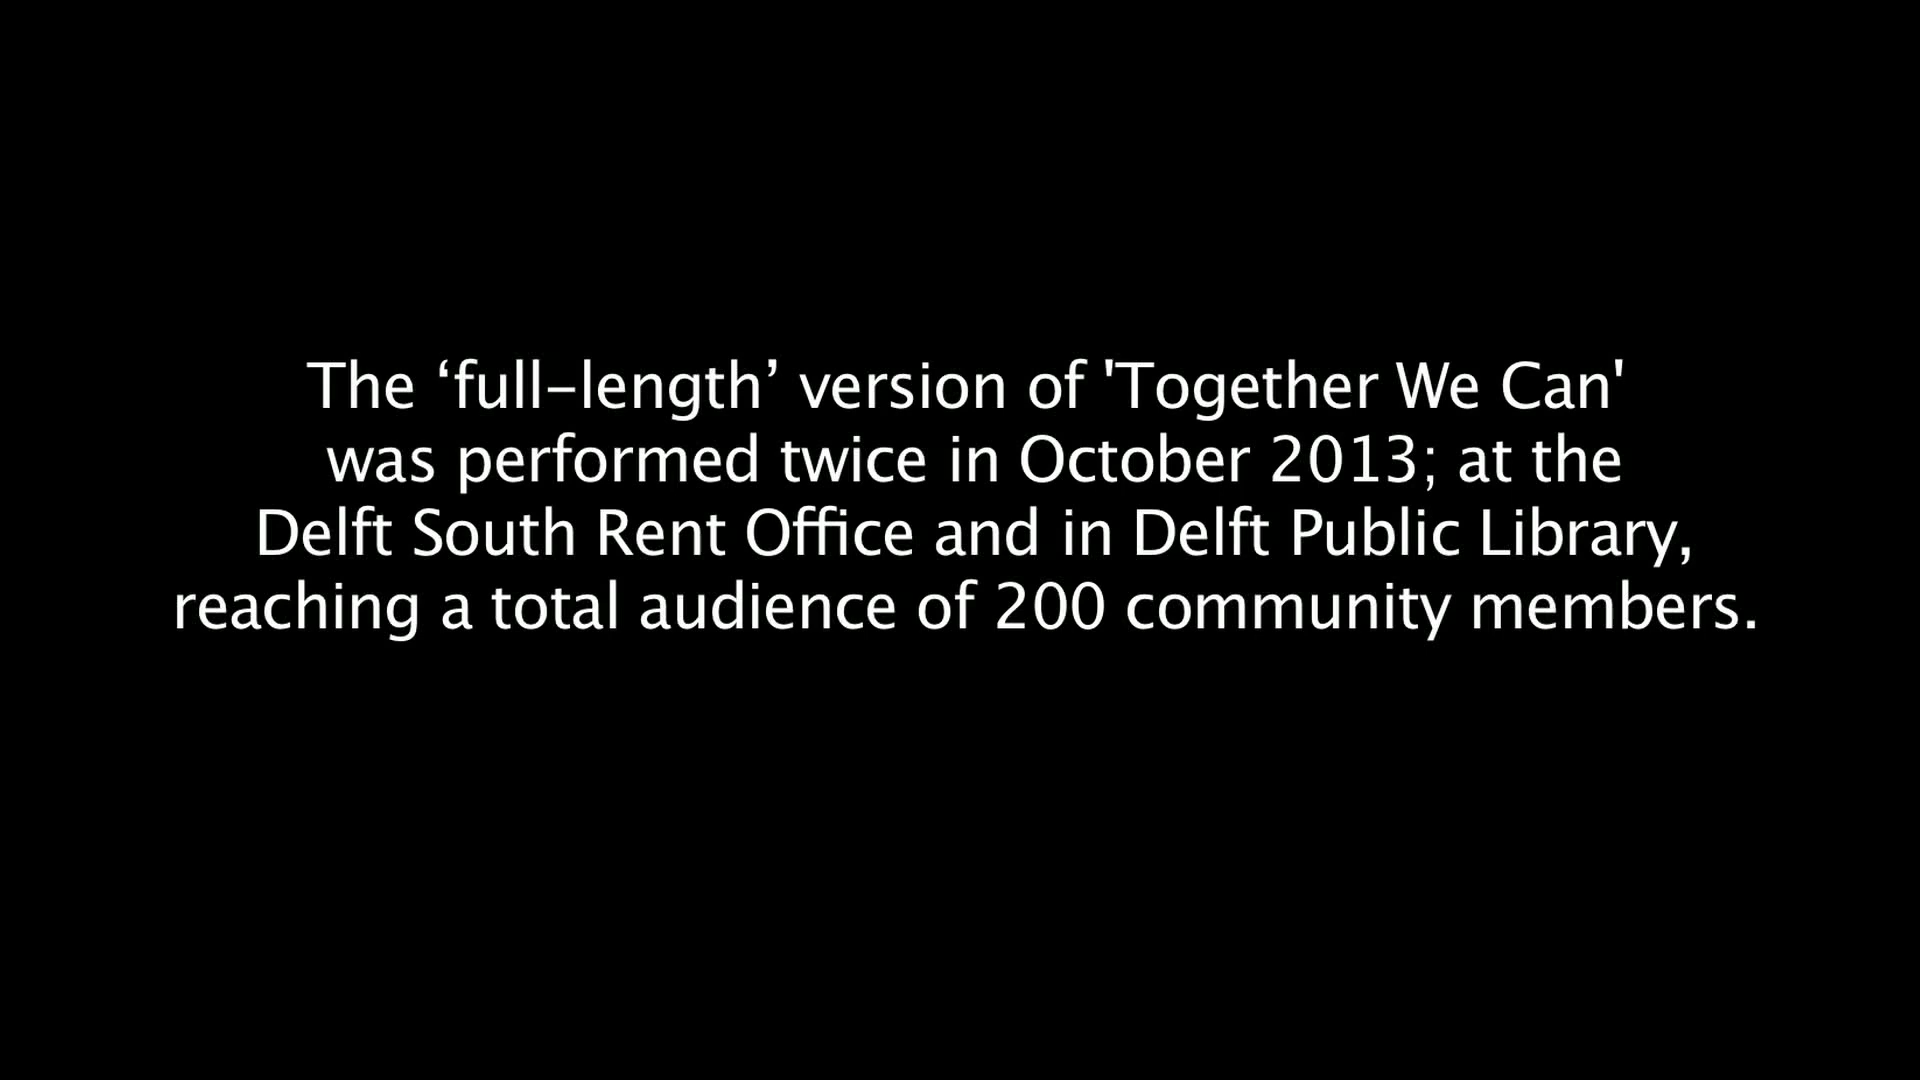 The ‘full-length’ version of 'Together We Can'
was performed twice in October 2013; at the
Delft South Rent Office and in Delft Public Library,
reaching a total audience of 200 community members.